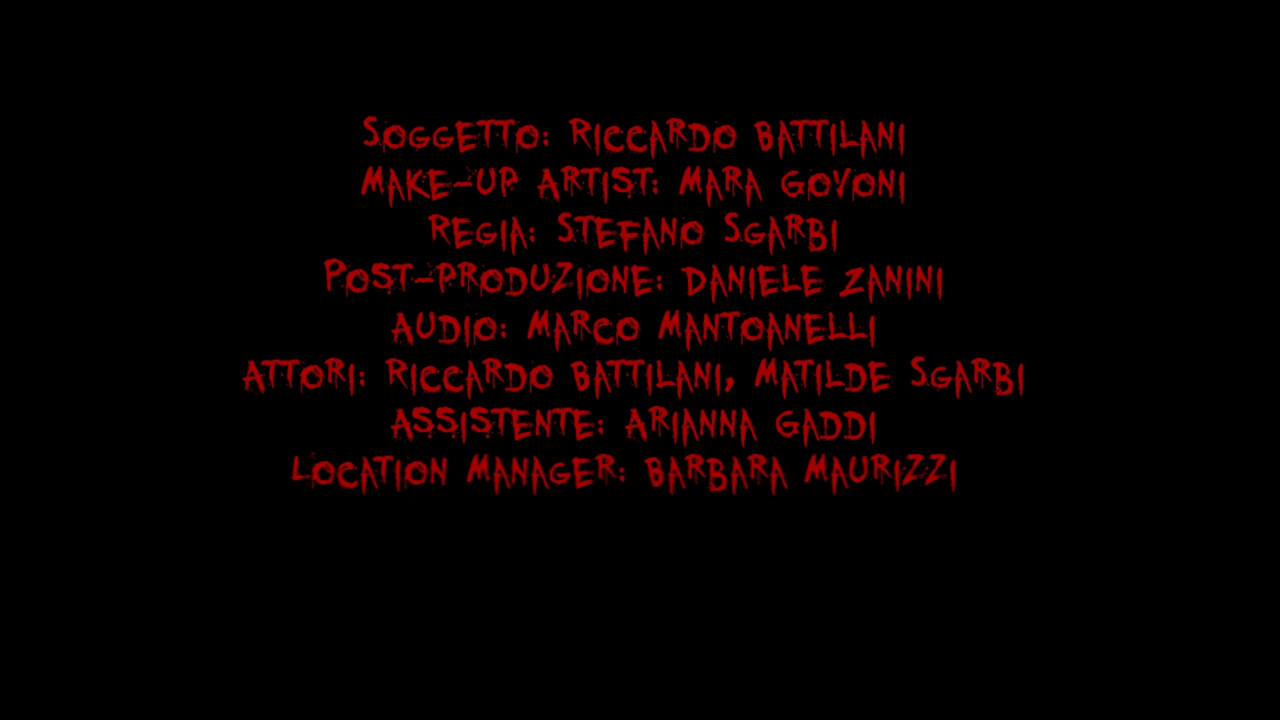 SOGGETTO: RICCARDO BATTILANI
MAKE-UP ARTIST: MARA GOVONI
REGIA: STEFANO SGARBI
POST-PRODUZIONE: DANIELE ZANINI
AUDIO: MARCO MANTOANELLI
ATTORI: RICCARDO BATTILANI, MATILDE SGARBI
ASSISTENTE: ARIANNA GADDI
LOCATION MANAGER: BARBARA MAURIZZI